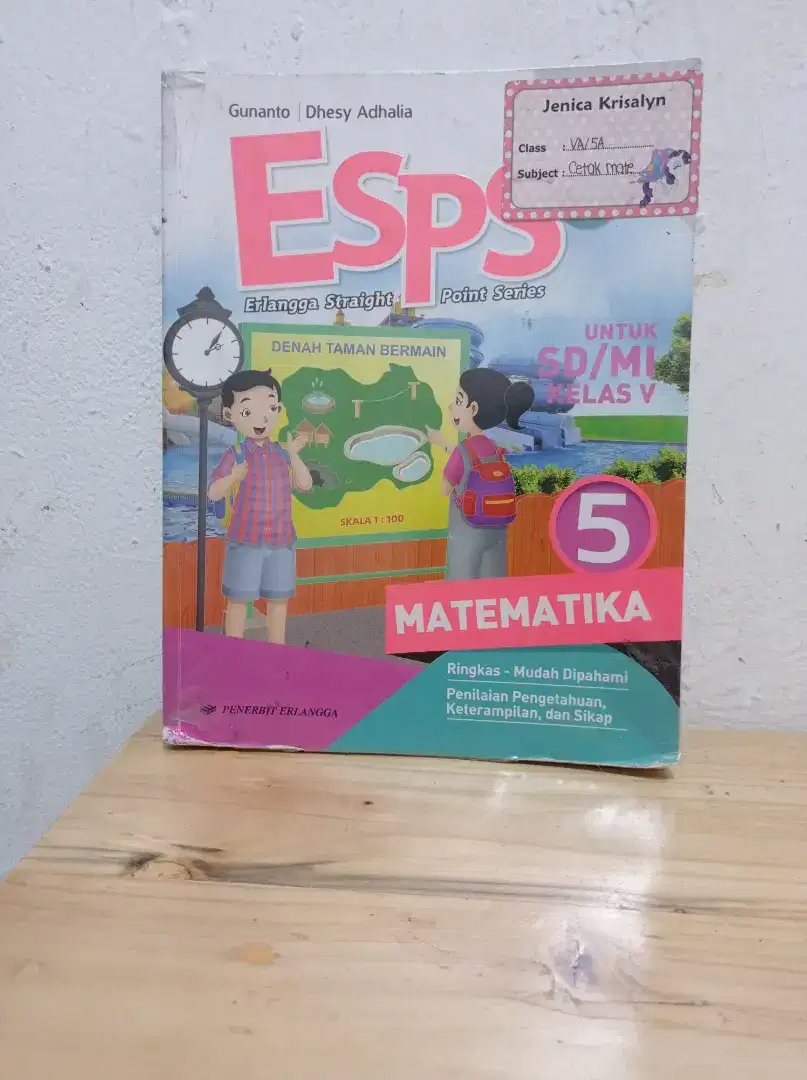 Gunanto | Dhesy Adhalia
Jenica Krisalyn
Class : VA/5A
Subject : Cetak mate
ESPS
Erlangga Straight Point Series
UNTUK
SD/MI
KELAS V
DENAH TAMAN BERMAIN
SKALA 1 : 100
5
MATEMATIKA
Ringkas - Mudah Dipahami
Penilaian Pengetahuan,
Keterampilan, dan Sikap
PENERBIT ERLANGGA